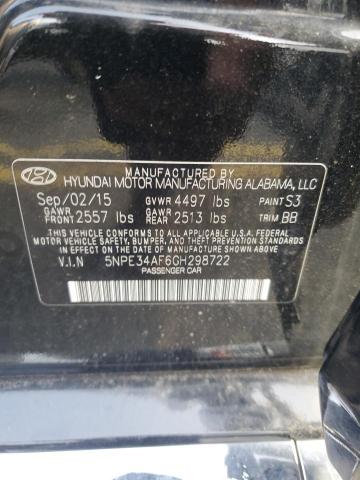 MANUFACTURED BY
HYUNDAI MOTOR MANUFACTURING ALABAMA, LLC
Sep/02/15 GVWR 4497 lbs PAINT S3
GAWR FRONT 2557 lbs GAWR REAR 2513 lbs TRIM BB
THIS VEHICLE CONFORMS TO ALL APPLICABLE U.S. FEDERAL
MOTOR VEHICLE SAFETY, BUMPER, AND THEFT PREVENTION STANDARDS
IN EFFECT ON THE DATE OF MANUFACTURE SHOWN ABOVE.
V.I.N 5NPE34AF6GH298722
PASSENGER CAR